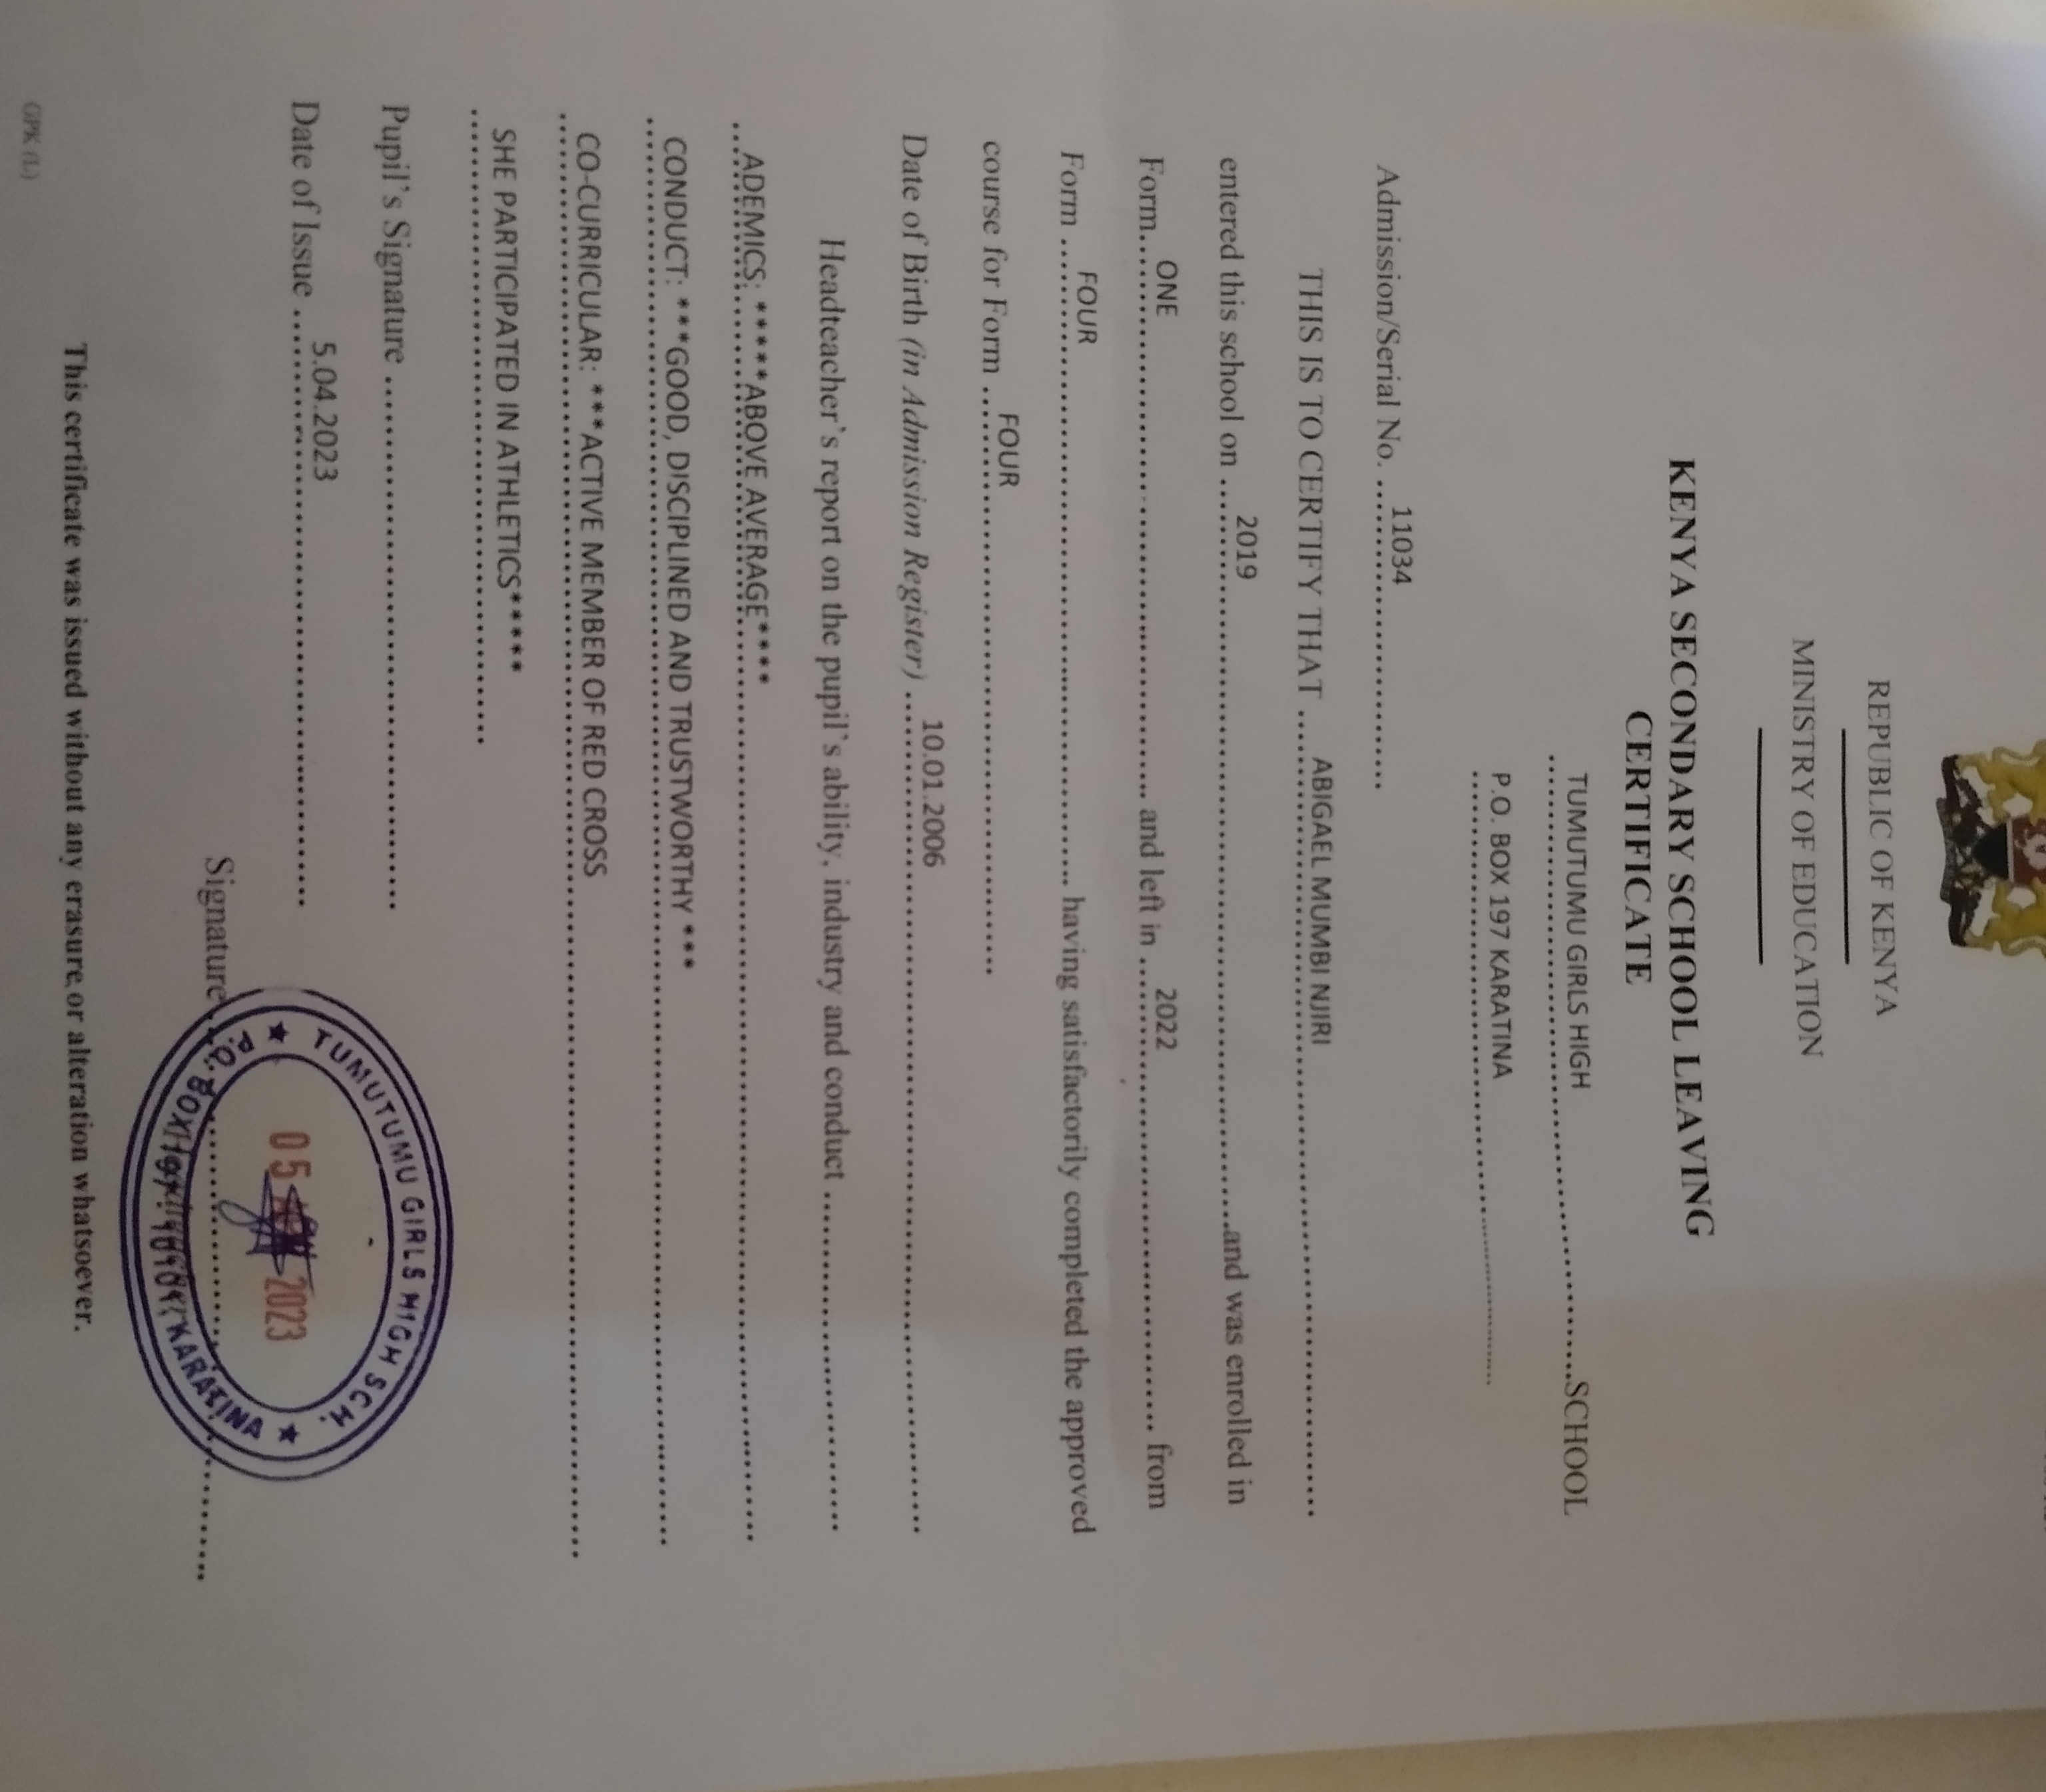 REPUBLIC OF KENYA
MINISTRY OF EDUCATION
KENYA SECONDARY SCHOOL LEAVING
CERTIFICATE
TUMUTUMU GIRLS HIGH SCHOOL
P.O. BOX 197 KARATINA
Admission/Serial No. 11034
THIS IS TO CERTIFY THAT ABIGAEL MUMBI NJIRI
entered this school on 2019 and was enrolled in
Form ONE and left in 2022 from
Form FOUR having satisfactorily completed the approved
course for Form FOUR
Date of Birth (in Admission Register) 10.01.2006
Headteacher`s report on the pupil`s ability, industry and conduct
ADEMICS: *****ABOVE AVERAGE****
CONDUCT: ***GOOD, DISCIPLINED AND TRUSTWORTHY ***
CO-CURRICULAR: ***ACTIVE MEMBER OF RED CROSS
SHE PARTICIPATED IN ATHLETICS*****
Pupil`s Signature
Date of Issue 5.04.2023
Signature
TUMUTUMU GIRLS HIGH SCH.
05 2023
P.O. BOX KARATINA
This certificate was issued without any erasure or alteration whatsoever.
GPK (L)